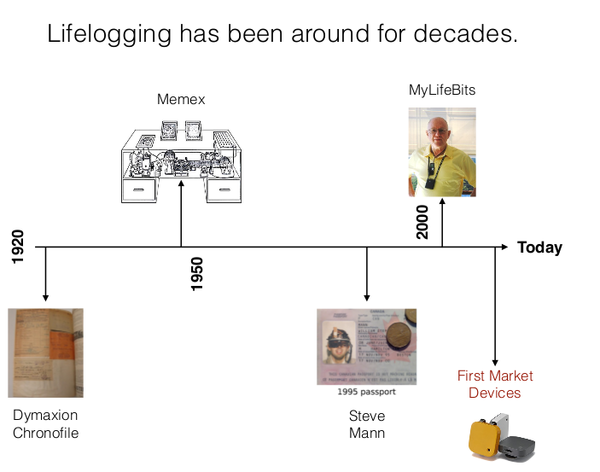 Lifelogging has been around for decades.
Memex
MyLifeBits
1920
1950
2000
Today
Dymaxion
Chronofile
1995 passport
Steve
Mann
First Market
Devices